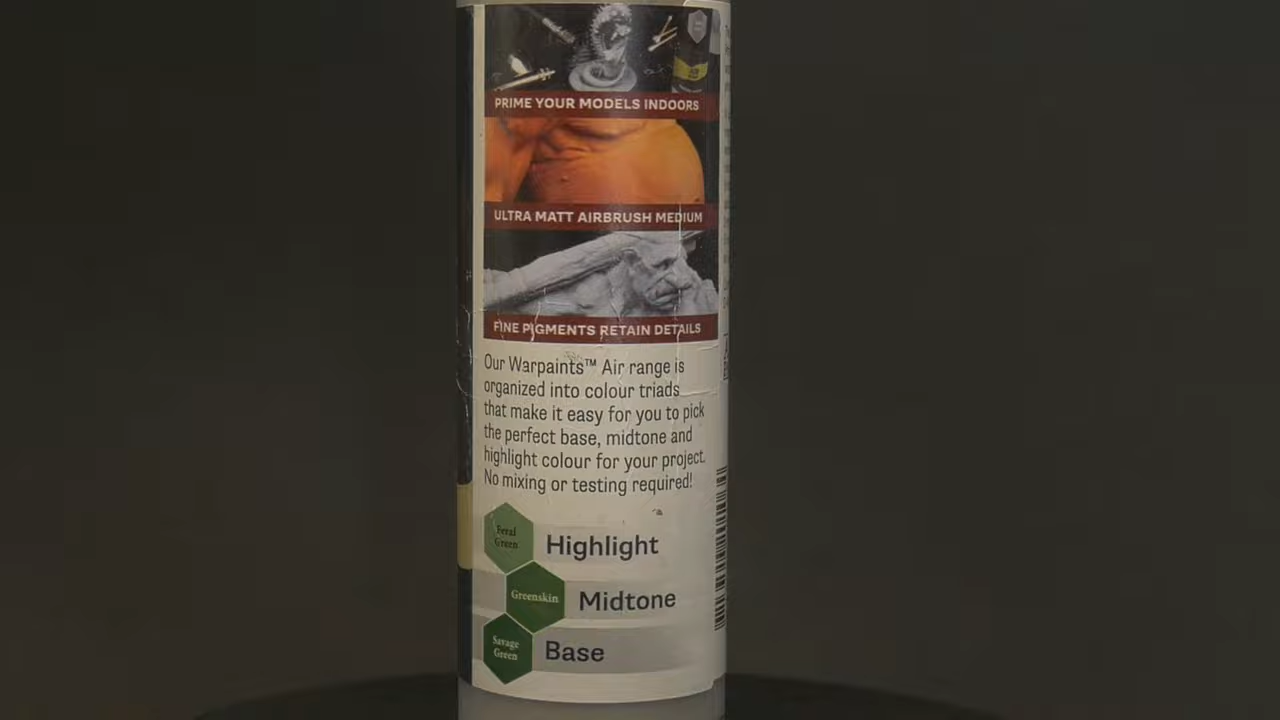 PRIME YOUR MODELS INDOORS
ULTRA MATT AIRBRUSH MEDIUM
FINE PIGMENTS RETAIN DETAILS
Our Warpaints™ Air range is
organized into colour triads
that make it easy for you to pick
the perfect base, midtone and
highlight colour for your project.
No mixing or testing required!
Feral
Green
Highlight
Greenskin
Midtone
Savage
Green
Base